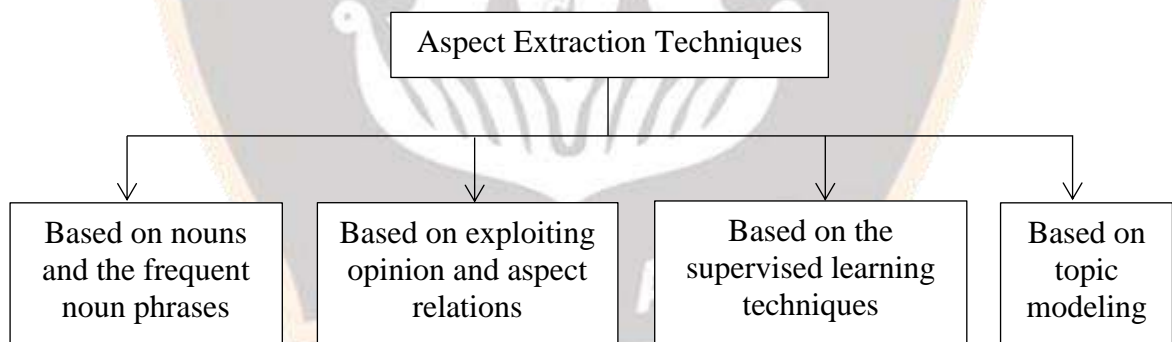 Aspect Extraction Techniques
Based on nouns
and the frequent
noun phrases
Based on exploiting
opinion and aspect
relations
Based on the
supervised learning
techniques
Based on
topic
modeling